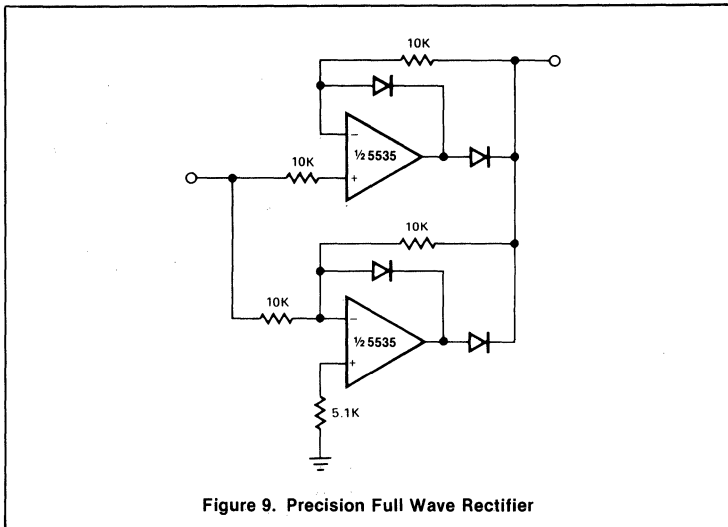 10K
−
½ 5535
10K
+
10K
10K
−
½ 5535
+
5.1K
Figure 9. Precision Full Wave Rectifier